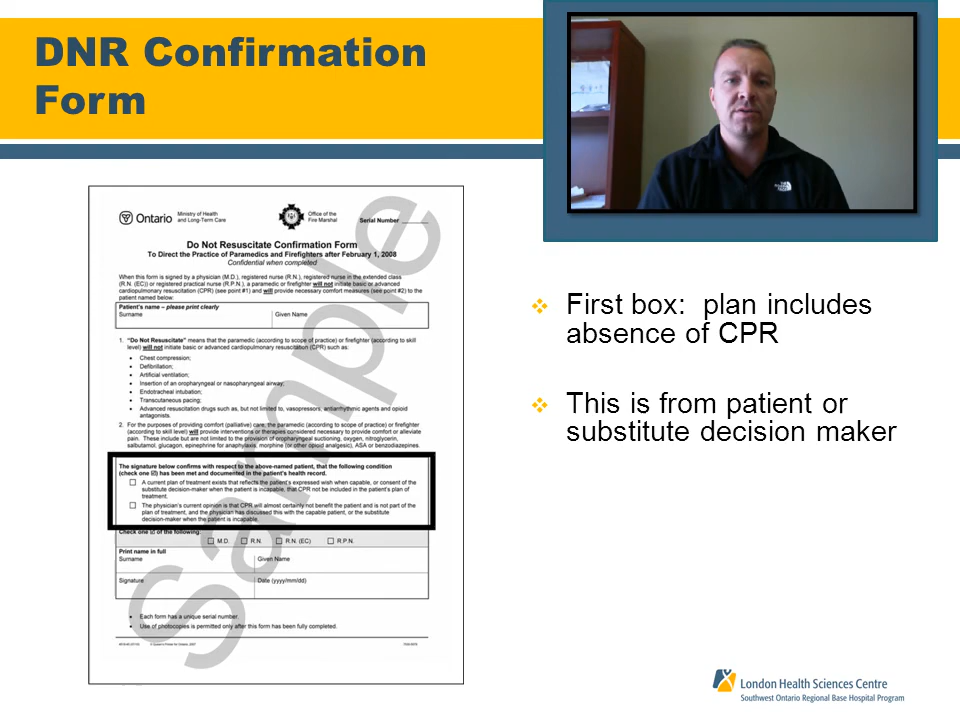 DNR Confirmation
Form
Ontario
Ministry of Health
and Long-Term Care
Office of the
Fire Marshal
Serial Number
Do Not Resuscitate Confirmation Form
To Direct the Practice of Paramedics and Firefighters after February 1, 2008
Confidential when completed
When this form is signed by a physician (M.D.), registered nurse (R.N.), registered nurse in the extended class
(R.N. (EC)) or registered practical nurse (R.P.N.), a paramedic or firefighter will not initiate basic or advanced
cardiopulmonary resuscitation (CPR) (see point #1) and will provide necessary comfort measures (see point #2) to the
patient named below:
Patient's name – please print clearly
Surname
Given Name
1. "Do Not Resuscitate" means that the paramedic (according to scope of practice) or firefighter (according to skill
level) will not initiate basic or advanced cardiopulmonary resuscitation (CPR) such as:
• Chest compression;
• Defibrillation;
• Artificial ventilation;
• Insertion of an oropharyngeal or nasopharyngeal airway;
• Endotracheal intubation;
• Transcutaneous pacing;
• Advanced resuscitation drugs such as, but not limited to, vasopressors, antiarrhythmic agents and opioid
antagonists.
2. For the purposes of providing comfort (palliative) care, the paramedic (according to scope of practice) or firefighter
(according to skill level) will provide interventions or therapies considered necessary to provide comfort or alleviate
pain. These include but are not limited to the provision of oropharyngeal suctioning, oxygen, nitroglycerin,
salbutamol, glucagon, epinephrine for anaphylaxis, morphine (or other opioid analgesic), ASA or benzodiazepines.
The signature below confirms with respect to the above-named patient, that the following condition
(check one ☑) has been met and documented in the patient's health record.
☐ A current plan of treatment exists that reflects the patient's expressed wish when capable, or consent of the
substitute decision-maker when the patient is incapable, that CPR not be included in the patient's plan of
treatment.
☐ The physician's current opinion is that CPR will almost certainly not benefit the patient and is not part of the
plan of treatment, and the physician has discussed this with the capable patient, or the substitute
decision-maker when the patient is incapable.
Check one ☑ of the following:
☐ M.D. ☐ R.N. ☐ R.N. (EC) ☐ R.P.N.
Print name in full
Surname
Given Name
Signature
Date (yyyy/mm/dd)
• Each form has a unique serial number.
• Use of photocopies is permitted only after this form has been fully completed.
Sample
THE NORTH FACE
First box: plan includes
absence of CPR
This is from patient or
substitute decision maker
London Health Sciences Centre
Southwest Ontario Regional Base Hospital Program